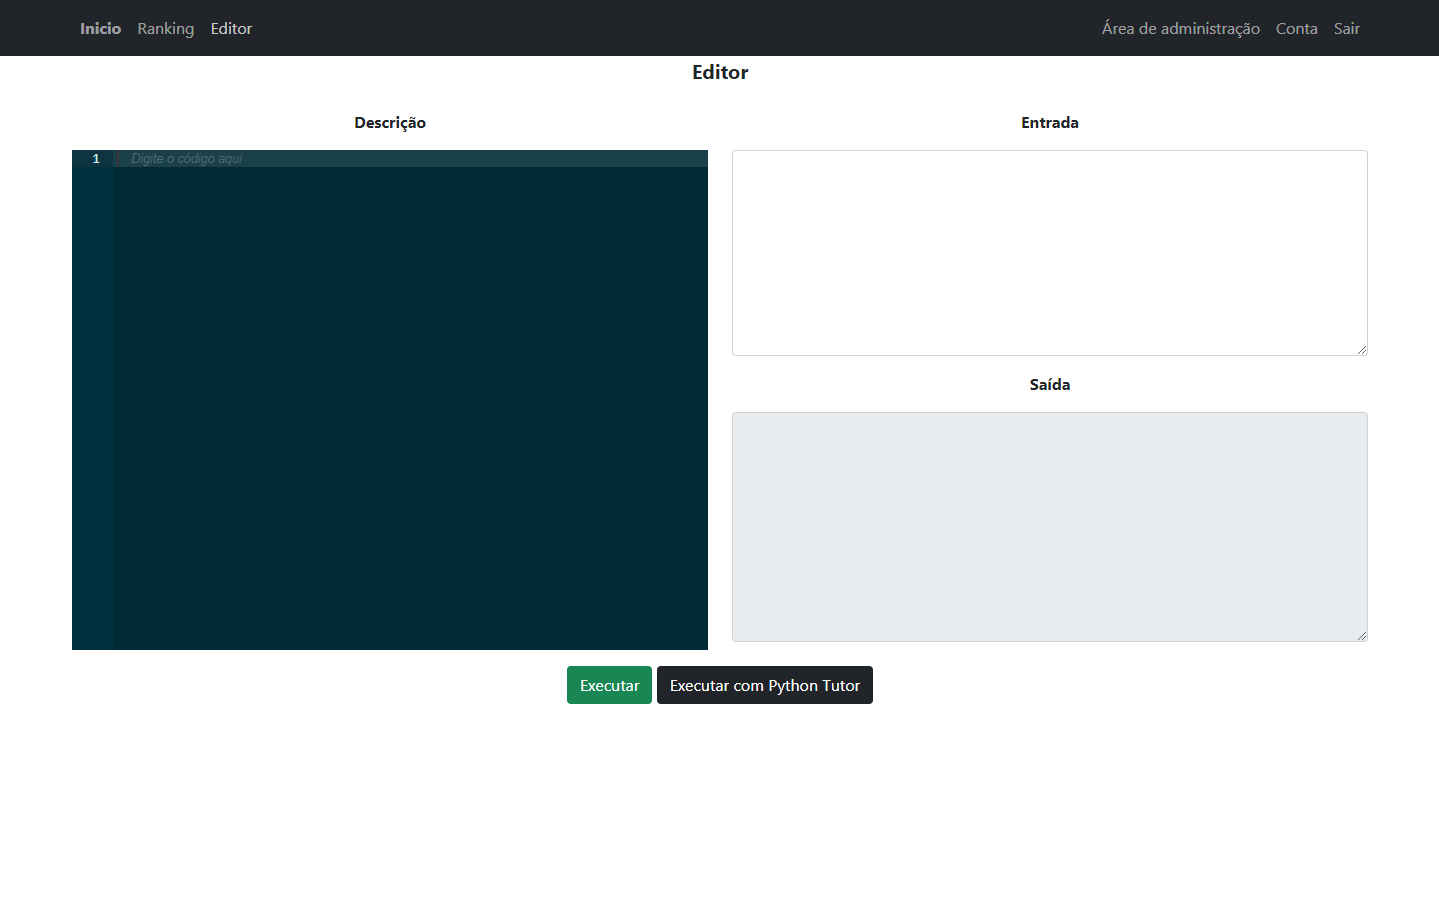 Inicio Ranking Editor Área de administração Conta Sair
Editor
Descrição
1 Digite o código aqui
Entrada
Saída
Executar Executar com Python Tutor